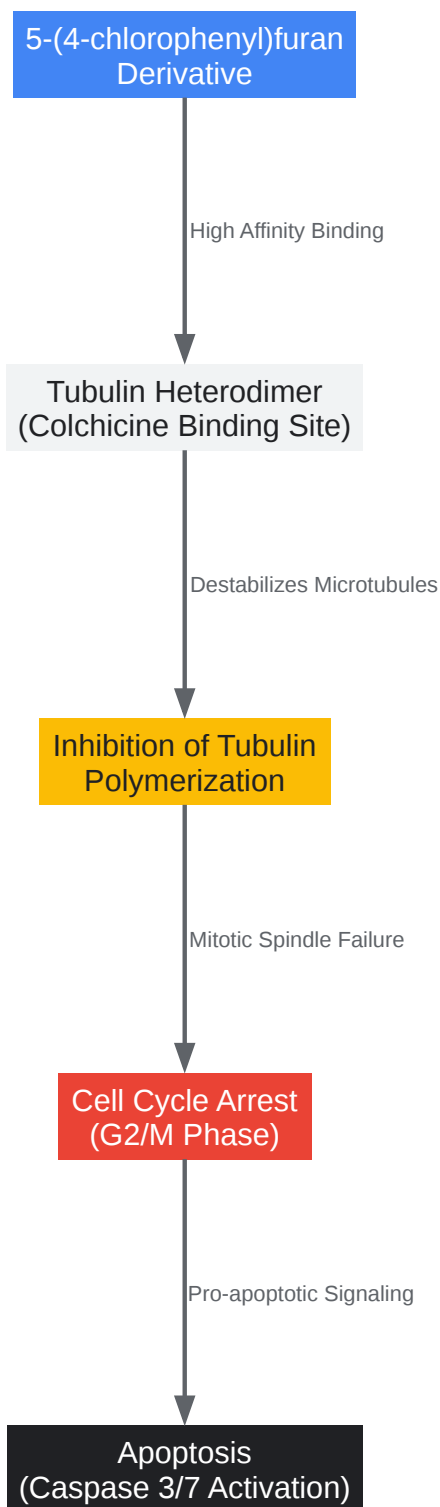 5-(4-chlorophenyl)furan
Derivative
High Affinity Binding
Tubulin Heterodimer
(Colchicine Binding Site)
Destabilizes Microtubules
Inhibition of Tubulin
Polymerization
Mitotic Spindle Failure
Cell Cycle Arrest
(G2/M Phase)
Pro-apoptotic Signaling
Apoptosis
(Caspase 3/7 Activation)